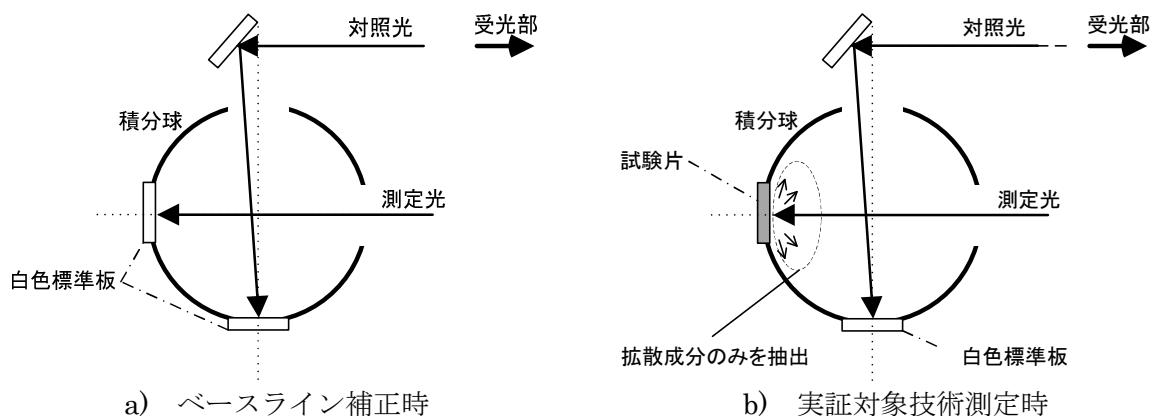 対照光
受光部
積分球
測定光
白色標準板
a) ベースライン補正時
対照光
受光部
積分球
試験片
測定光
拡散成分のみを抽出
白色標準板
b) 実証対象技術測定時